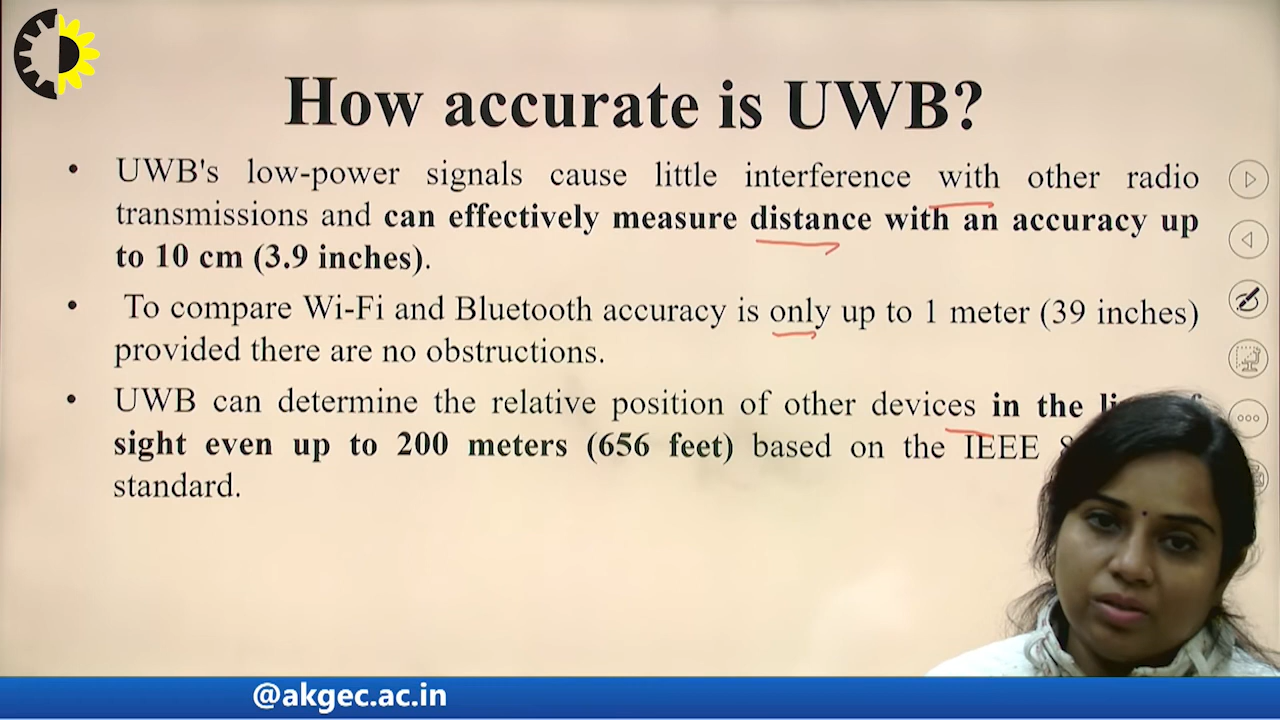 How accurate is UWB?
• UWB's low-power signals cause little interference with other radio
transmissions and can effectively measure distance with an accuracy up
to 10 cm (3.9 inches).
• To compare Wi-Fi and Bluetooth accuracy is only up to 1 meter (39 inches)
provided there are no obstructions.
• UWB can determine the relative position of other devices in the
sight even up to 200 meters (656 feet) based on the IEEE
standard.
@akgec.ac.in